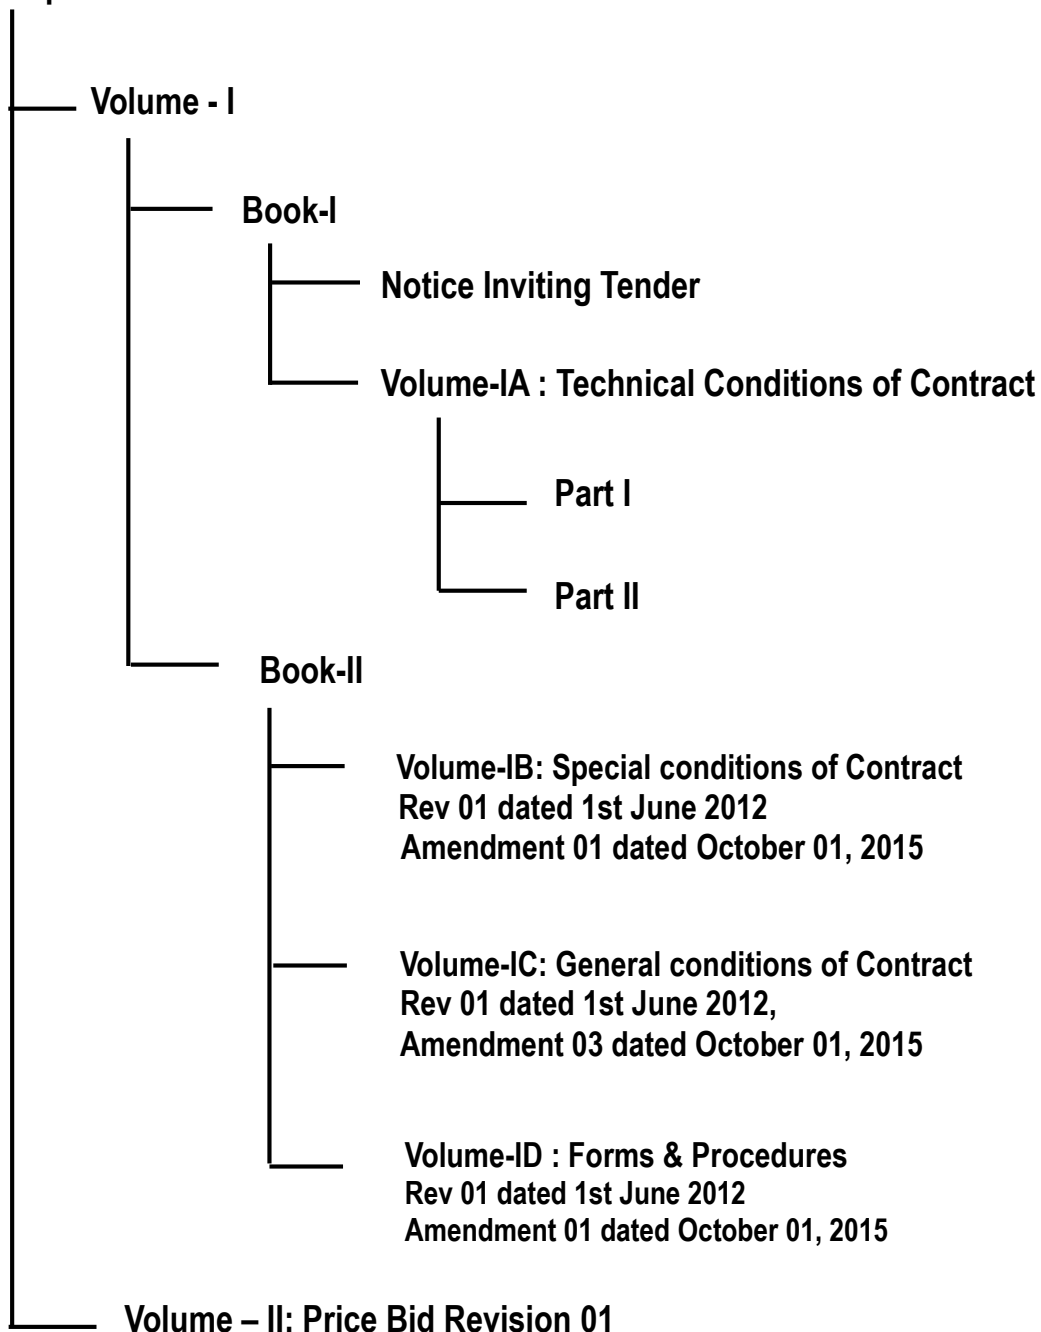 Volume - I
Book-I
Notice Inviting Tender
Volume-IA : Technical Conditions of Contract
Part I
Part II
Book-II
Volume-IB: Special conditions of Contract
Rev 01 dated 1st June 2012
Amendment 01 dated October 01, 2015
Volume-IC: General conditions of Contract
Rev 01 dated 1st June 2012,
Amendment 03 dated October 01, 2015
Volume-ID : Forms & Procedures
Rev 01 dated 1st June 2012
Amendment 01 dated October 01, 2015
Volume – II: Price Bid Revision 01